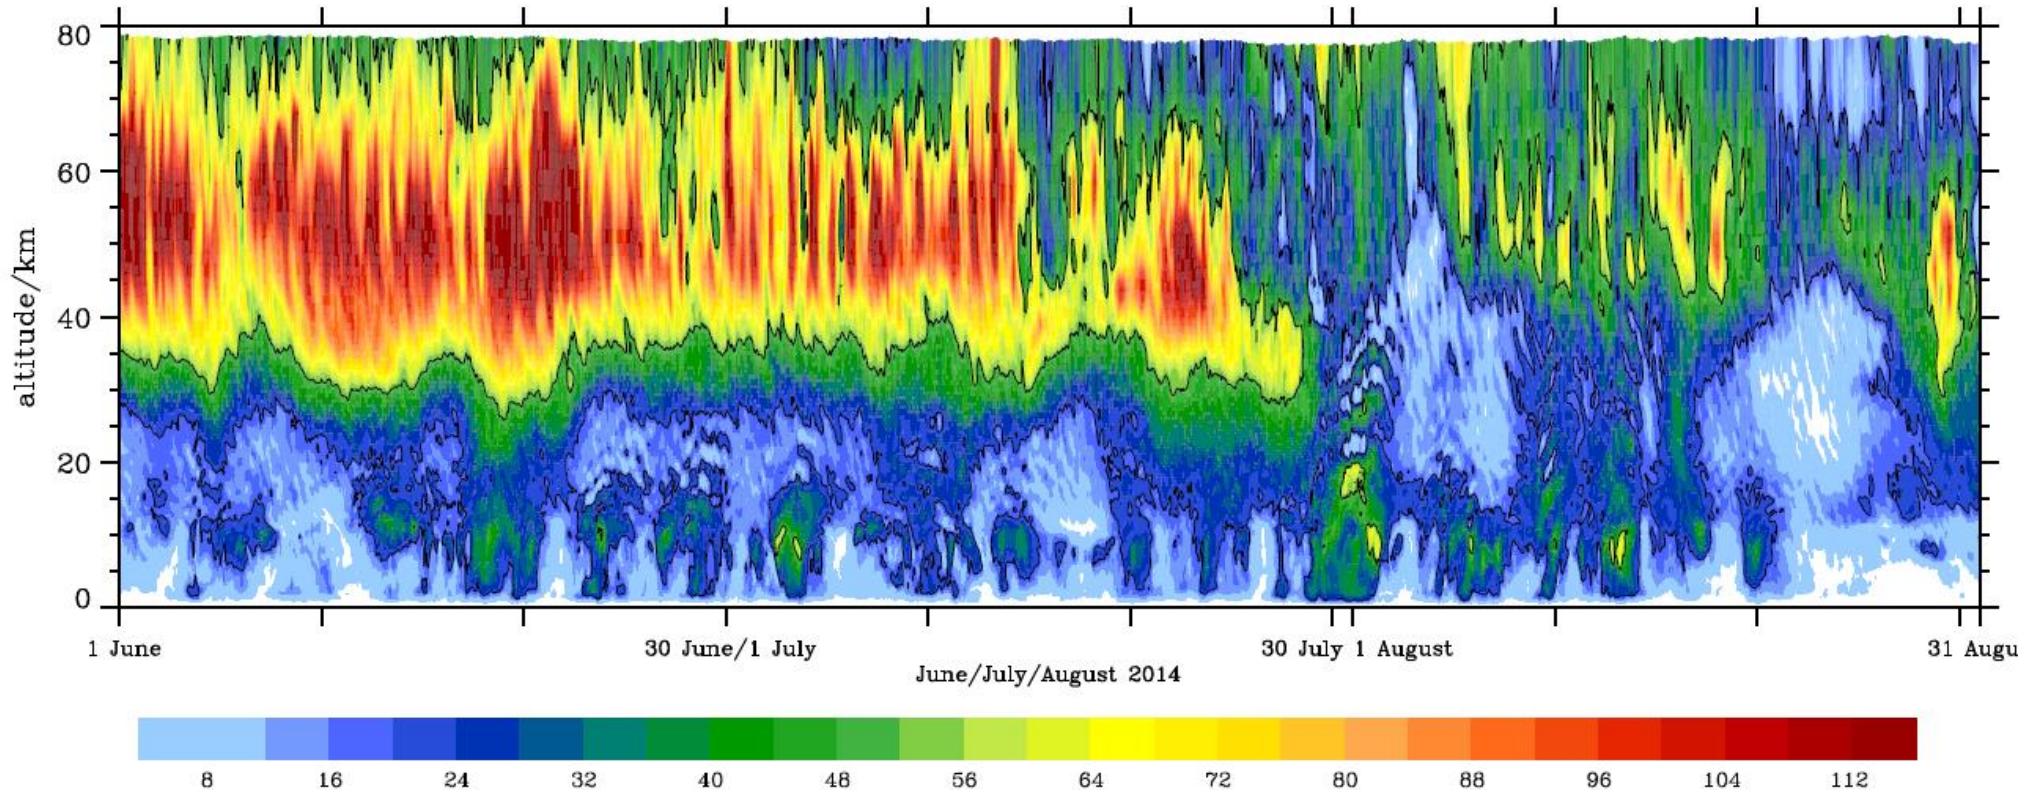 80
60
40
20
0
altitude/km
1 June
30 June/1 July
30 July 1 August
31 Augu
June/July/August 2014
8 16 24 32 40 48 56 64 72 80 88 96 104 112